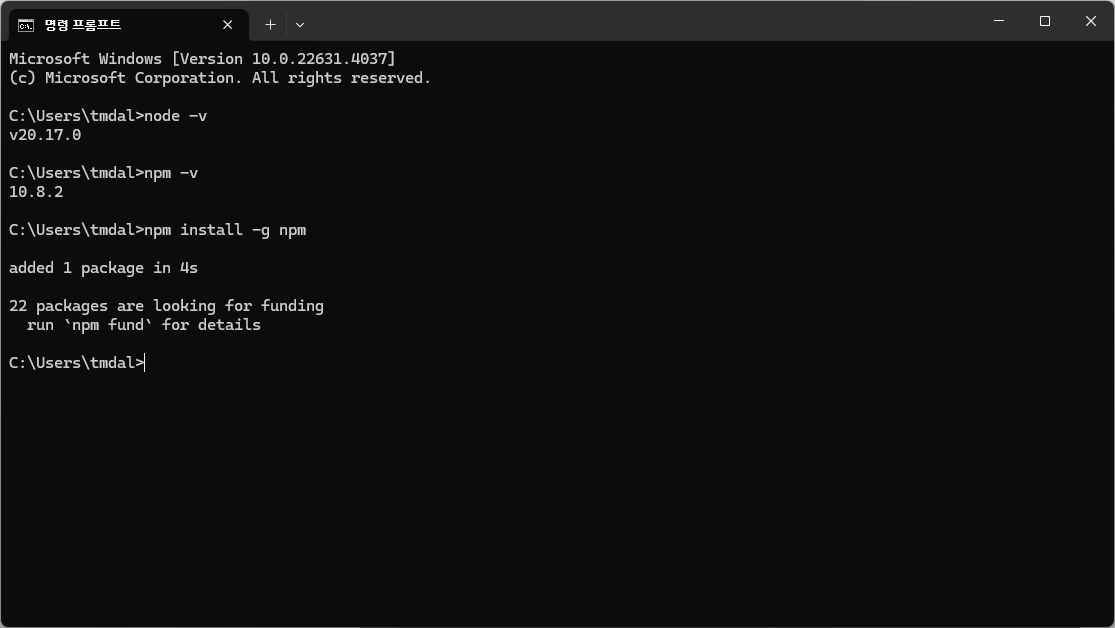 명령 프롬프트
Microsoft Windows [Version 10.0.22631.4037]
(c) Microsoft Corporation. All rights reserved.
C:\Users\tmdal>node -v
v20.17.0
C:\Users\tmdal>npm -v
10.8.2
C:\Users\tmdal>npm install -g npm
added 1 package in 4s
22 packages are looking for funding
  run `npm fund` for details
C:\Users\tmdal>